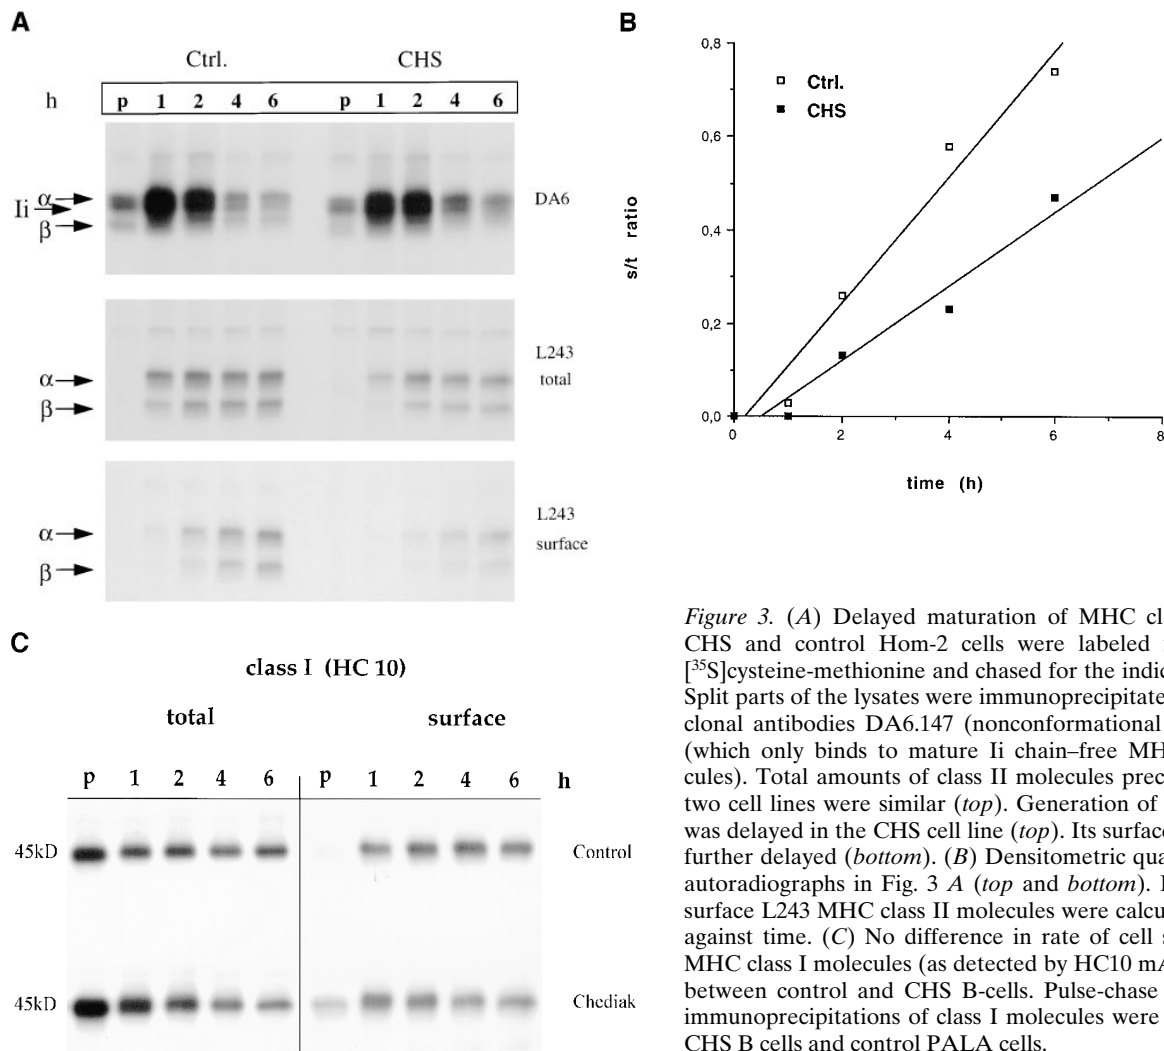 A
Ctrl. CHS
h p 1 2 4 6 p 1 2 4 6
α
Ii
β
DA6
α
β
L243
total
α
β
L243
surface
B
0,8
0,6
0,4
0,2
0,0
s/t ratio
Ctrl.
CHS
0 2 4 6 8
time (h)
C
class I (HC 10)
total surface
p 1 2 4 6 p 1 2 4 6 h
45kD Control
45kD Chediak
Figure 3. (A) Delayed maturation of MHC cl
CHS and control Hom-2 cells were labeled
[35S]cysteine-methionine and chased for the indic
Split parts of the lysates were immunoprecipitate
clonal antibodies DA6.147 (nonconformational
(which only binds to mature Ii chain–free MH
cules). Total amounts of class II molecules prec
two cell lines were similar (top). Generation of
was delayed in the CHS cell line (top). Its surface
further delayed (bottom). (B) Densitometric qua
autoradiographs in Fig. 3 A (top and bottom).
surface L243 MHC class II molecules were calcu
against time. (C) No difference in rate of cell s
MHC class I molecules (as detected by HC10 mA
between control and CHS B-cells. Pulse-chase
immunoprecipitations of class I molecules were
CHS B cells and control PALA cells.